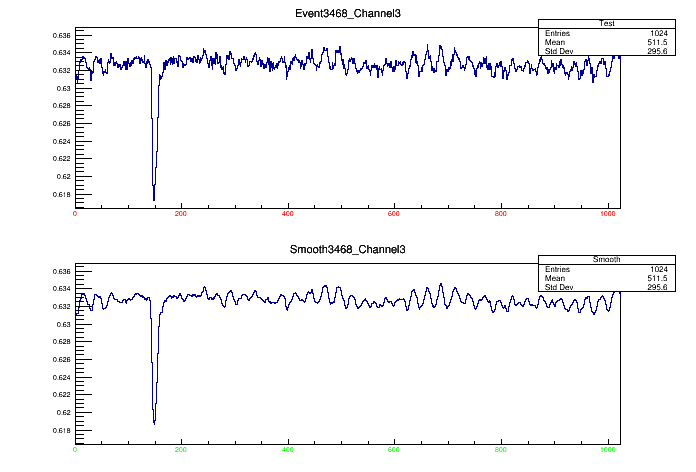 Event3468_Channel3
Test
Entries 1024
Mean 511.5
Std Dev 295.6
0.636
0.634
0.632
0.63
0.628
0.626
0.624
0.622
0.62
0.618
0 200 400 600 800 1000
Smooth3468_Channel3
Smooth
Entries 1024
Mean 511.5
Std Dev 295.6
0.636
0.634
0.632
0.63
0.628
0.626
0.624
0.622
0.62
0.618
0 200 400 600 800 1000